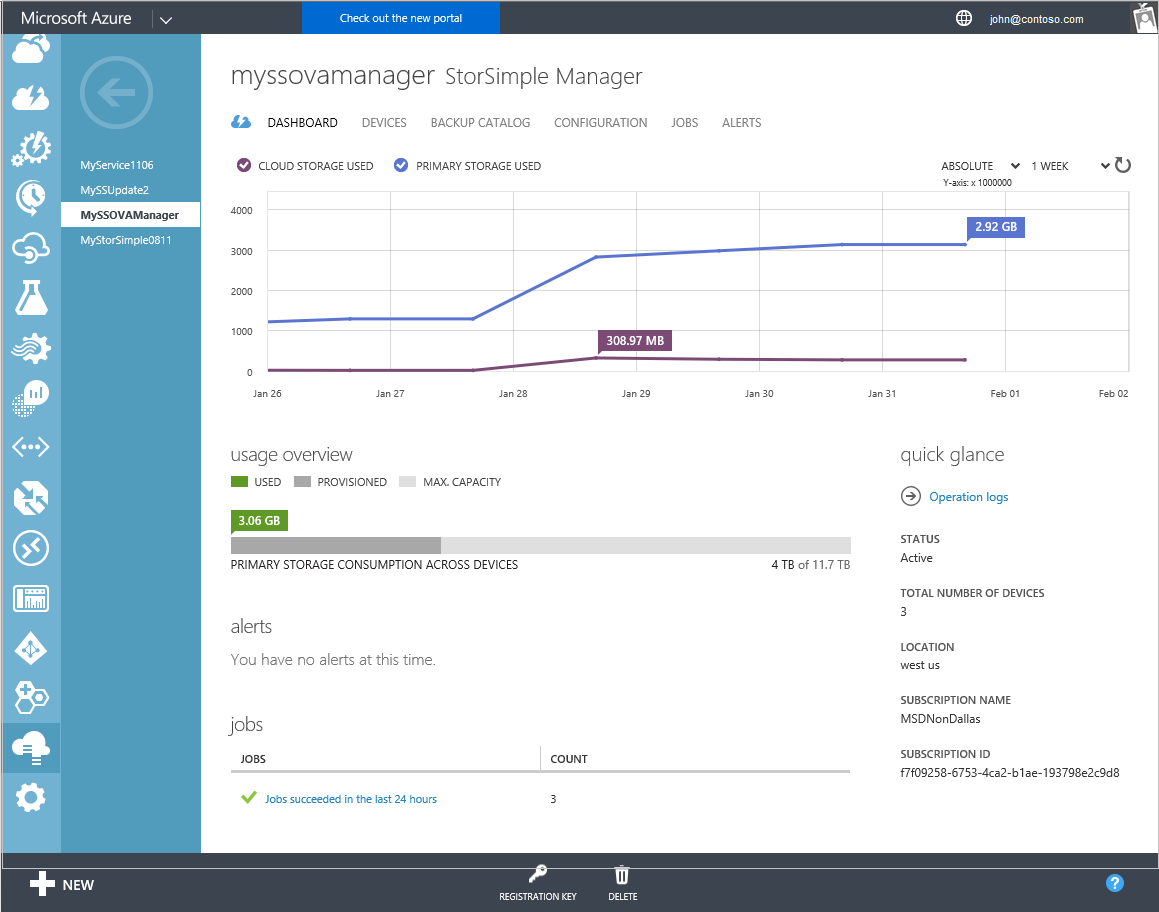 Microsoft Azure
Check out the new portal
john@contoso.com
MyService1106
MySSUpdate2
MySSOVAManager
MyStorSimple0811
myssovamanager StorSimple Manager
DASHBOARD DEVICES BACKUP CATALOG CONFIGURATION JOBS ALERTS
CLOUD STORAGE USED PRIMARY STORAGE USED ABSOLUTE 1 WEEK
Y-axis: x 1000000
4000
3000
2000
1000
0
2.92 GB
308.97 MB
Jan 26 Jan 27 Jan 28 Jan 29 Jan 30 Jan 31 Feb 01 Feb 02
usage overview
USED PROVISIONED MAX. CAPACITY
3.06 GB
PRIMARY STORAGE CONSUMPTION ACROSS DEVICES 4 TB of 11.7 TB
alerts
You have no alerts at this time.
jobs
JOBS COUNT
Jobs succeeded in the last 24 hours 3
quick glance
Operation logs
STATUS
Active
TOTAL NUMBER OF DEVICES
3
LOCATION
west us
SUBSCRIPTION NAME
MSDNonDallas
SUBSCRIPTION ID
f7f09258-6753-4ca2-b1ae-193798e2c9d8
NEW
REGISTRATION KEY
DELETE
?